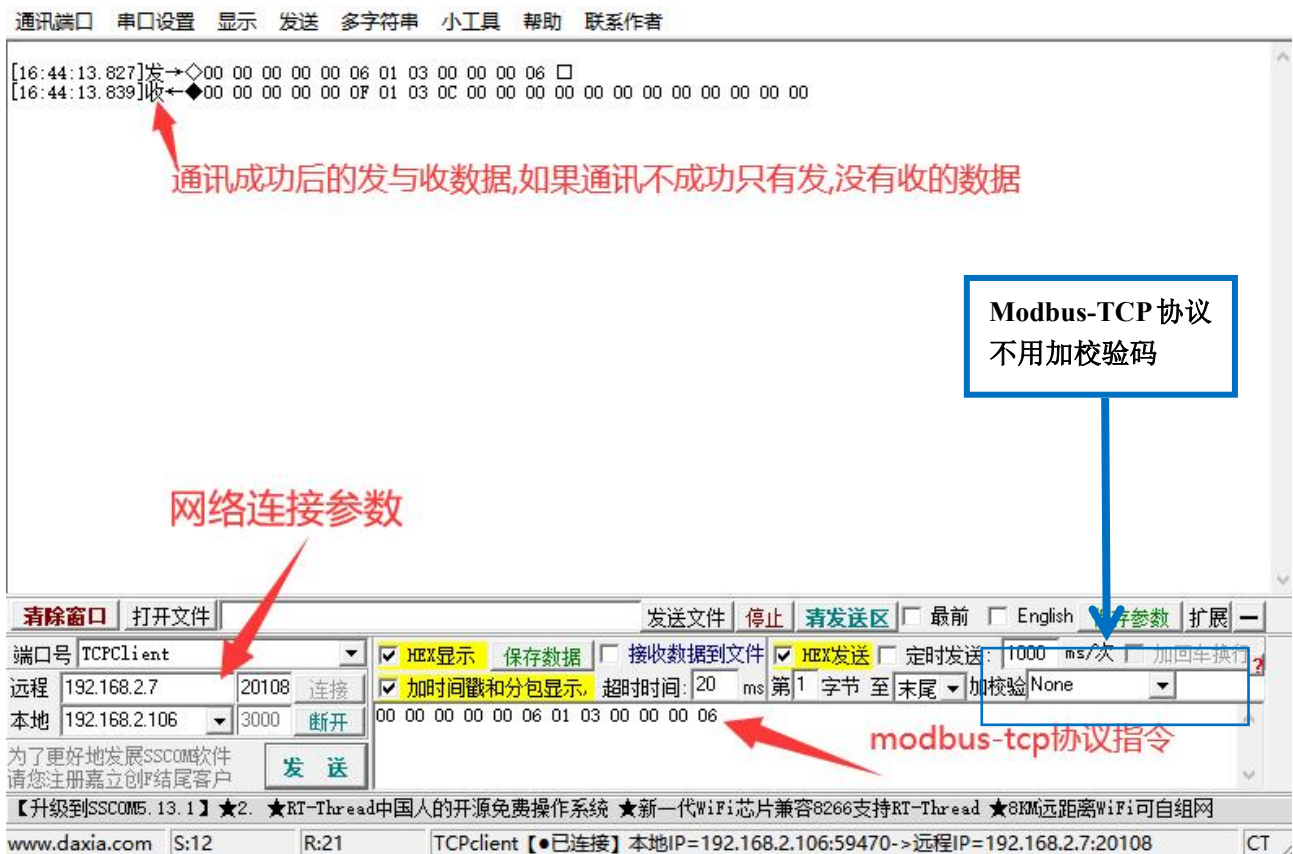 通讯端口 串口设置 显示 发送 多字符串 小工具 帮助 联系作者
[16:44:13.827]发→◇00 00 00 00 00 06 01 03 00 00 00 06 □
[16:44:13.839]收←◆00 00 00 00 00 0F 01 03 0C 00 00 00 00 00 00 00 00 00 00 00 00
通讯成功后的发与收数据,如果通讯不成功只有发,没有收的数据
Modbus-TCP协议
不用加校验码
网络连接参数
清除窗口 打开文件 发送文件 停止 清发送区 最前 English 保存参数 扩展 —
端口号 TCPClient HEX显示 保存数据 接收数据到文件 HEX发送 定时发送: 1000 ms/次 加回车换行 ?
远程 192.168.2.7 20108 连接 加时间戳和分包显示, 超时时间: 20 ms 第1 字节 至 末尾 加校验 None
本地 192.168.2.106 3000 断开 00 00 00 00 00 06 01 03 00 00 00 06
modbus-tcp协议指令
为了更好地发展SSCOM软件
请您注册嘉立创F结尾客户
发 送
【升级到SSCOM5.13.1】★2. ★RT-Thread中国人的开源免费操作系统 ★新一代WiFi芯片兼容8266支持RT-Thread ★8KM远距离WiFi可自组网
www.daxia.com S:12 R:21 TCPclient【●已连接】本地IP=192.168.2.106:59470->远程IP=192.168.2.7:20108 CT